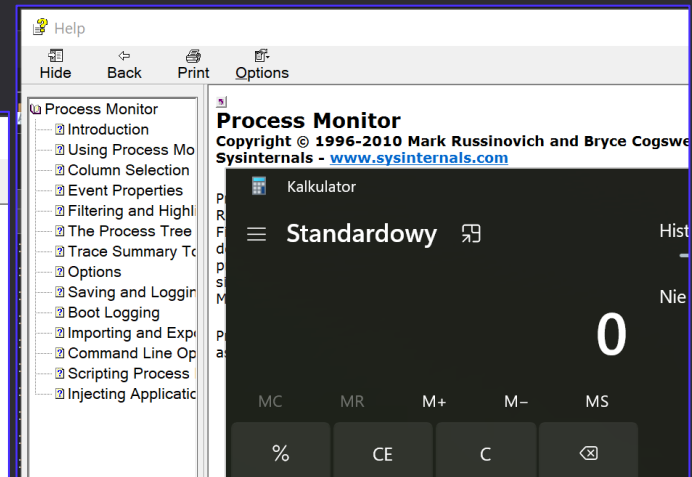 Help
Hide Back Print Options
Process Monitor
Introduction
Using Process Mo
Column Selection
Event Properties
Filtering and Highli
The Process Tree
Trace Summary To
Options
Saving and Loggin
Boot Logging
Importing and Expo
Command Line Op
Scripting Process
Injecting Applicatic
Process Monitor
Copyright © 1996-2010 Mark Russinovich and Bryce Cogswe
Sysinternals - www.sysinternals.com
Kalkulator
Standardowy
Hist
Nie
0
MC MR M+ M− MS
% CE C